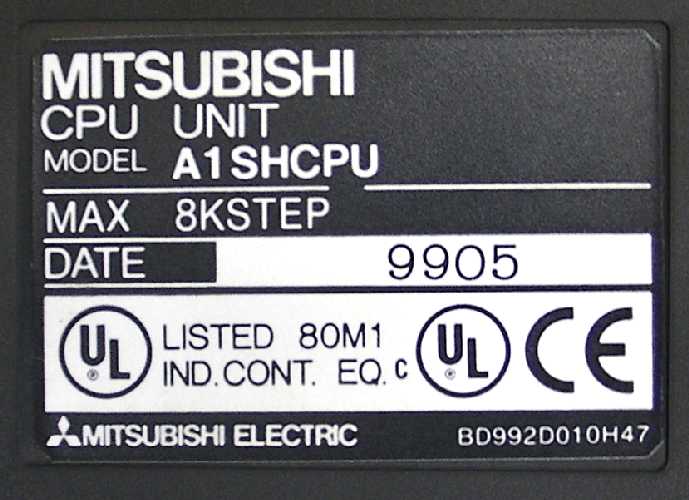 MITSUBISHI
CPU UNIT
MODEL A1SHCPU
MAX 8KSTEP
DATE 9905
UL LISTED 80M1 C UL CE
IND.CONT. EQ.
MITSUBISHI ELECTRIC BD992D010H47